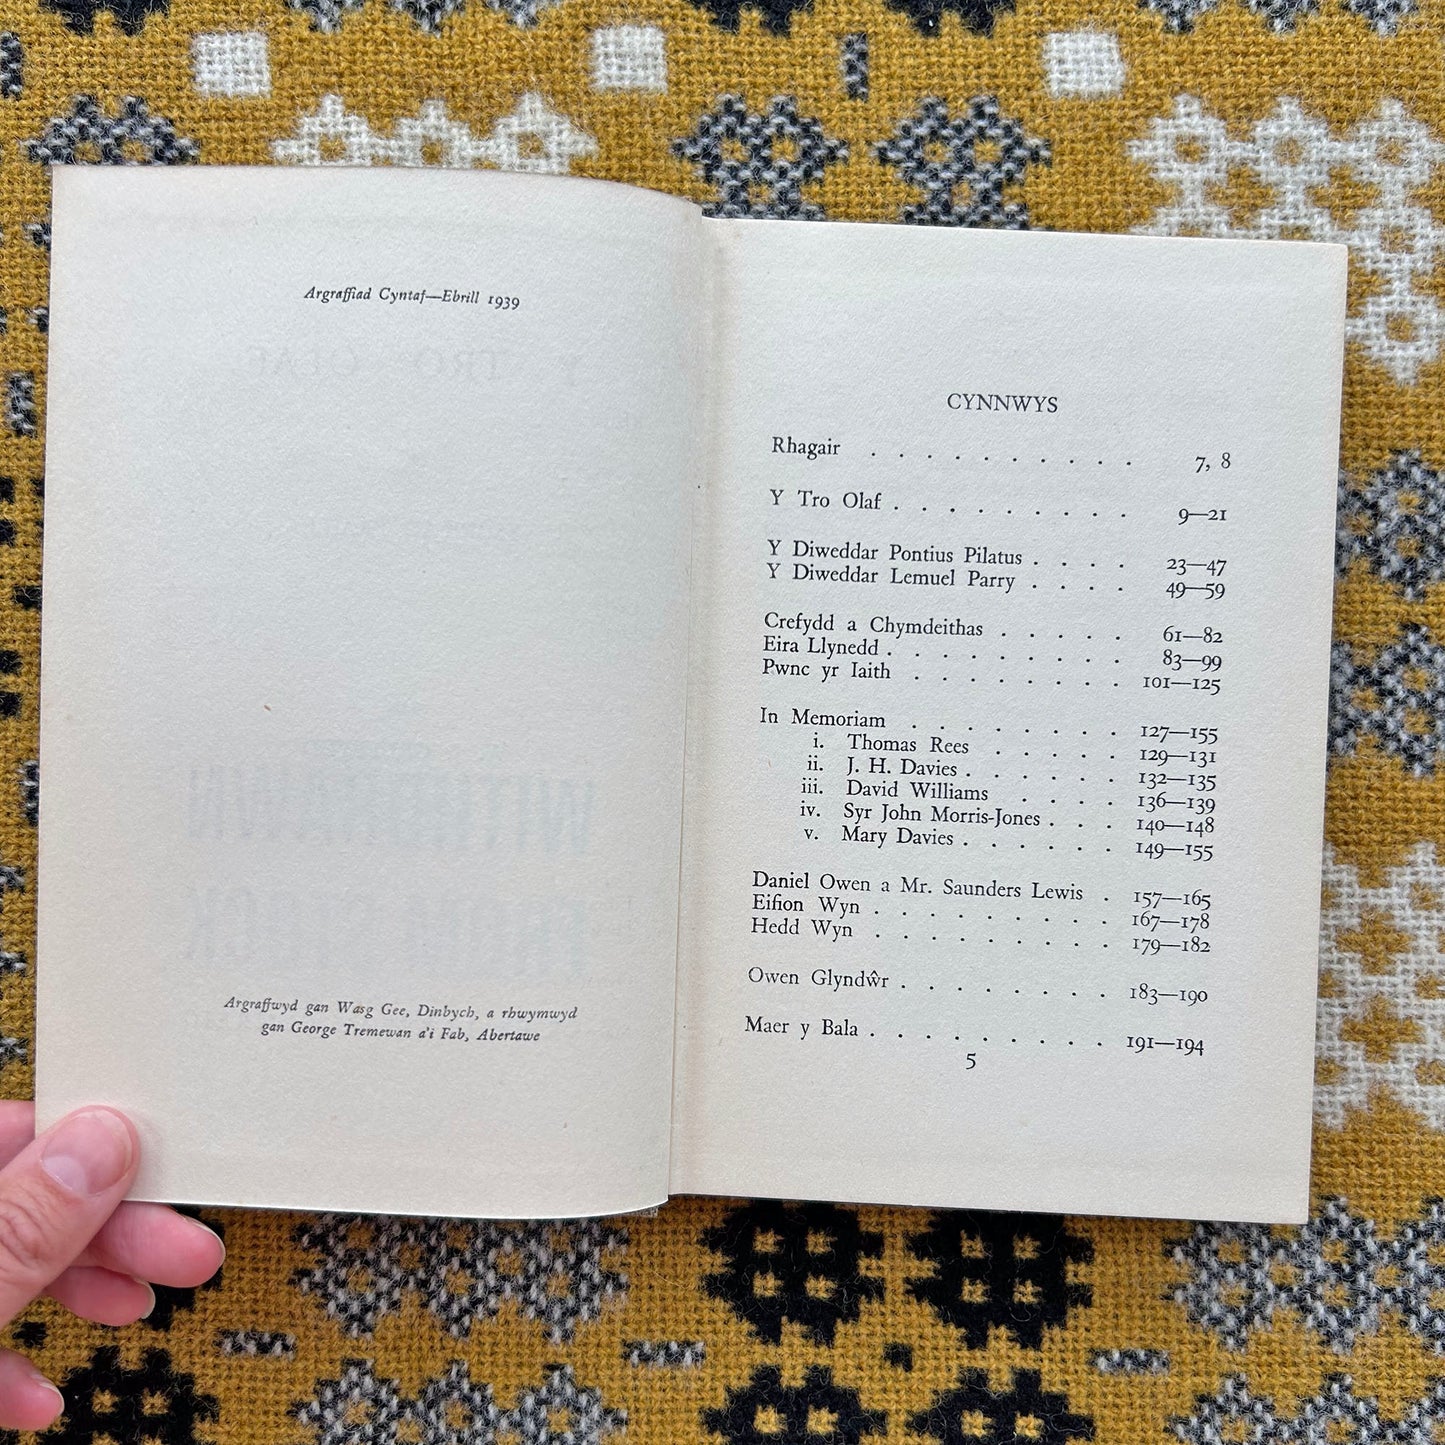 Argraffiad Cyntaf—Ebrill 1939
Argraffwyd gan Wasg Gee, Dinbych, a rhwymwyd
gan George Tremewan a'i Fab, Abertawe
CYNNWYS
Rhagair . . . . . . . . . . 7, 8
Y Tro Olaf . . . . . . . . . 9—21
Y Diweddar Pontius Pilatus . . . . 23—47
Y Diweddar Lemuel Parry . . . . 49—59
Crefydd a Chymdeithas . . . . . 61—82
Eira Llynedd . . . . . . . . . 83—99
Pwnc yr Iaith . . . . . . . . 101—125
In Memoriam . . . . . . . . 127—155
i. Thomas Rees . . . . . 129—131
ii. J. H. Davies . . . . . . 132—135
iii. David Williams . . . . 136—139
iv. Syr John Morris-Jones . . . 140—148
v. Mary Davies . . . . . . 149—155
Daniel Owen a Mr. Saunders Lewis . 157—165
Eifion Wyn . . . . . . . . . 167—178
Hedd Wyn . . . . . . . . . 179—182
Owen Glyndŵr . . . . . . . . 183—190
Maer y Bala . . . . . . . . . 191—194
5